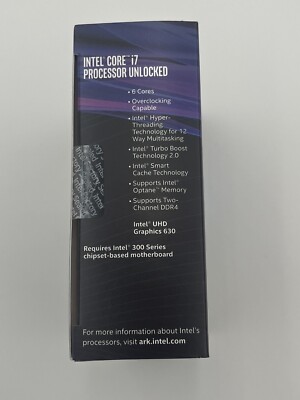 INTEL® CORE™ i7
PROCESSOR UNLOCKED
• 6 Cores
• Overclocking
Capable
• Intel® Hyper-
Threading
Technology for 12-
Way Multitasking
• Intel® Turbo Boost
Technology 2.0
• Intel® Smart
Cache Technology
• Supports Intel®
Optane™ Memory
• Supports Two-
Channel DDR4
Intel® UHD
Graphics 630
Requires Intel® 300 Series
chipset-based motherboard
For more information about Intel's
processors, visit ark.intel.com